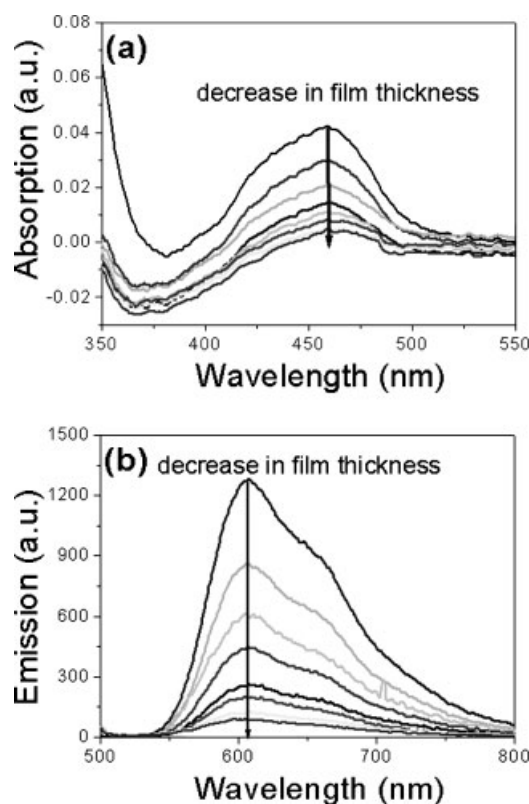 (a)
decrease in film thickness
Absorption (a.u.)
0.08
0.06
0.04
0.02
0.00
-0.02
350 400 450 500 550
Wavelength (nm)
(b)
decrease in film thickness
Emission (a.u.)
1500
1200
900
600
300
0
500 600 700 800
Wavelength (nm)